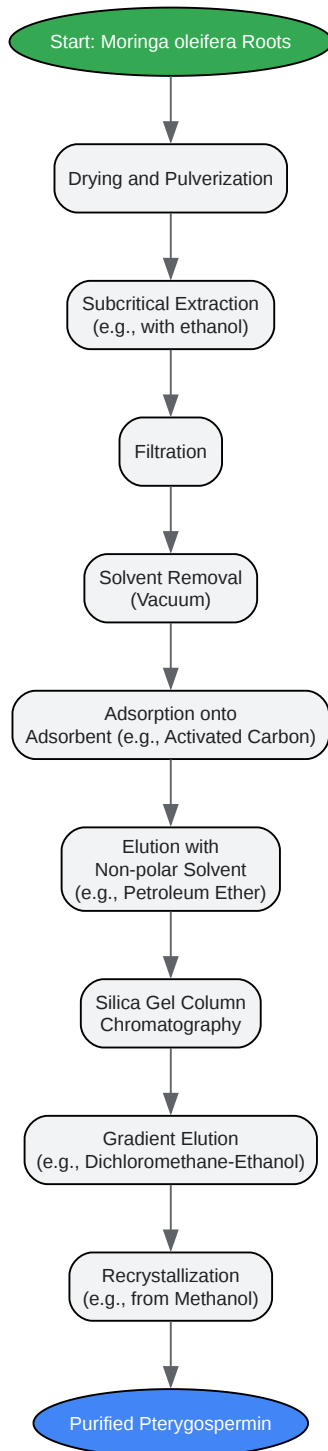 Start: Moringa oleifera Roots
Drying and Pulverization
Subcritical Extraction
(e.g., with ethanol)
Filtration
Solvent Removal
(Vacuum)
Adsorption onto
Adsorbent (e.g., Activated Carbon)
Elution with
Non-polar Solvent
(e.g., Petroleum Ether)
Silica Gel Column
Chromatography
Gradient Elution
(e.g., Dichloromethane-Ethanol)
Recrystallization
(e.g., from Methanol)
Purified Pterygospermin